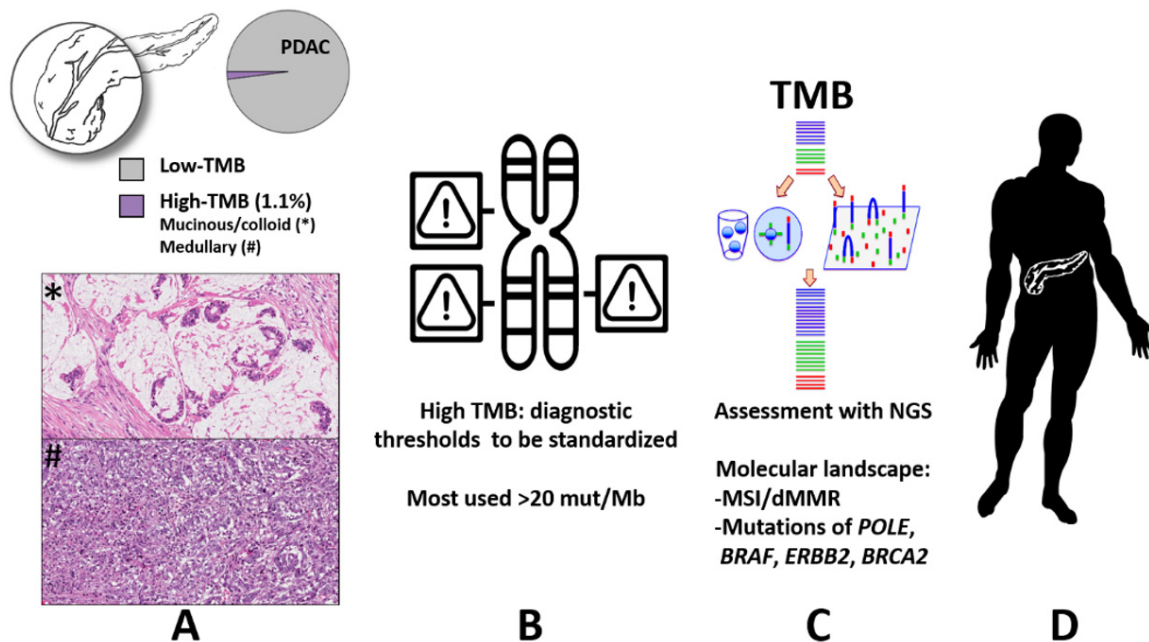 PDAC
Low-TMB
High-TMB (1.1%)
Mucinous/colloid (*)
Medullary (#)
*
#
A
High TMB: diagnostic
thresholds to be standardized
Most used >20 mut/Mb
B
TMB
Assessment with NGS
Molecular landscape:
-MSI/dMMR
-Mutations of POLE,
BRAF, ERBB2, BRCA2
C
D